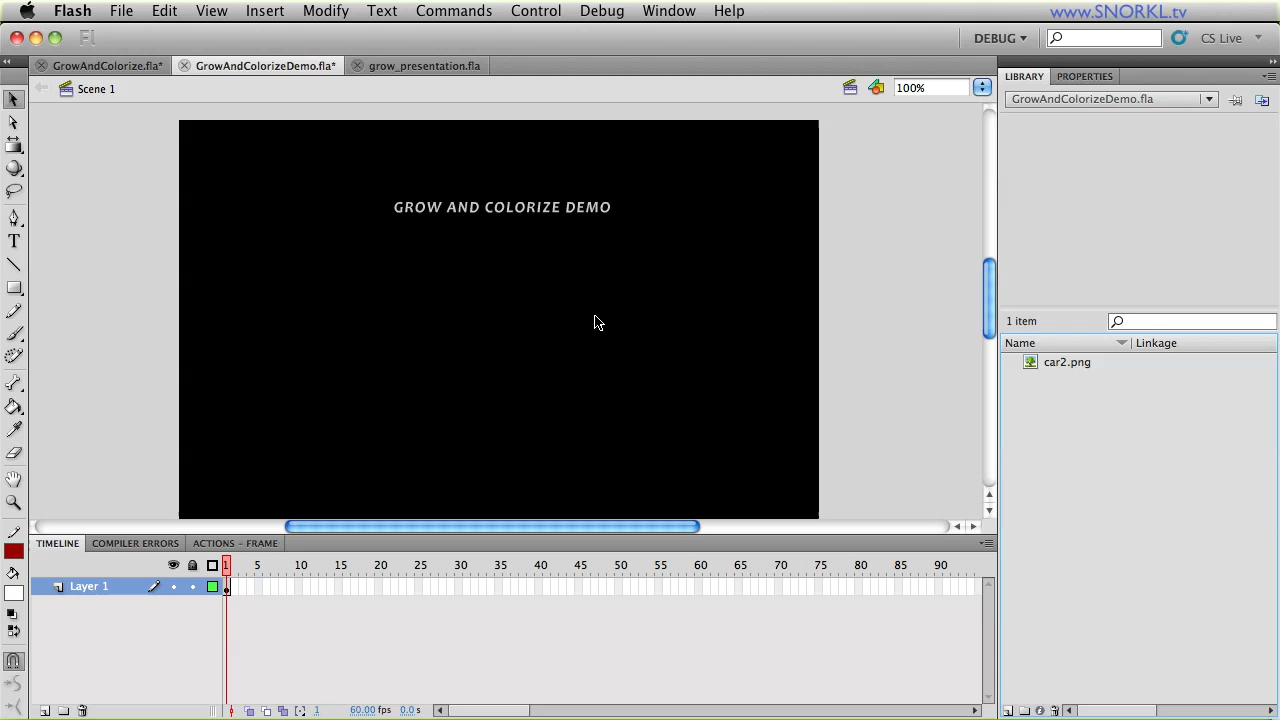 Flash File Edit View Insert Modify Text Commands Control Debug Window Help www.SNORKL.tv
Fl DEBUG CS Live
GrowAndColorize.fla* GrowAndColorizeDemo.fla* grow_presentation.fla LIBRARY PROPERTIES
Scene 1 100% GrowAndColorizeDemo.fla
GROW AND COLORIZE DEMO
1 item
Name Linkage
car2.png
TIMELINE COMPILER ERRORS ACTIONS - FRAME
1 5 10 15 20 25 30 35 40 45 50 55 60 65 70 75 80 85 90
Layer 1
1 60.00 fps 0.0 s